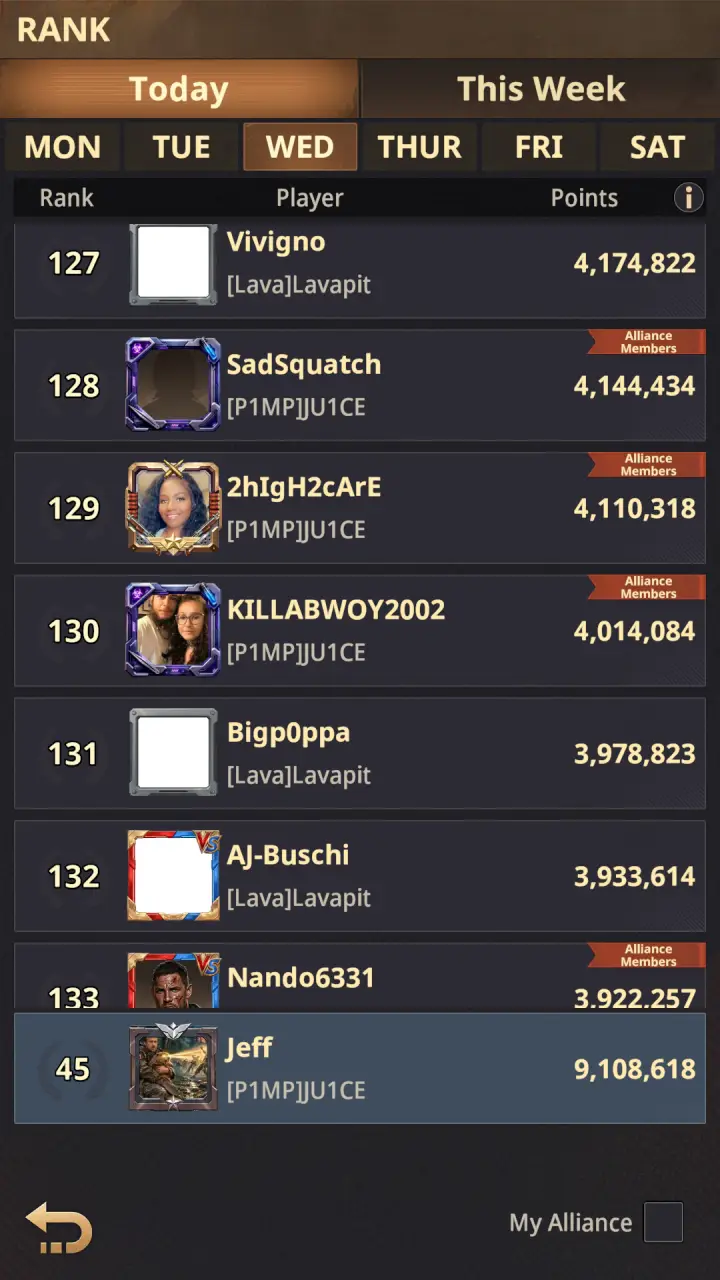 RANK
Today
This Week
MON
TUE
WED
THUR
FRI
SAT
Rank
Player
Points
i
127
Vivigno
[Lava]Lavapit
4,174,822
Alliance
Members
128
SadSquatch
[P1MP]JU1CE
4,144,434
Alliance
Members
129
2hIgH2cArE
[P1MP]JU1CE
4,110,318
Alliance
Members
130
KILLABWOY2002
[P1MP]JU1CE
4,014,084
131
Bigp0ppa
[Lava]Lavapit
3,978,823
VS
132
AJ-Buschi
[Lava]Lavapit
3,933,614
Alliance
Members
VS
133
Nando6331
3,922,257
45
Jeff
[P1MP]JU1CE
9,108,618
My Alliance